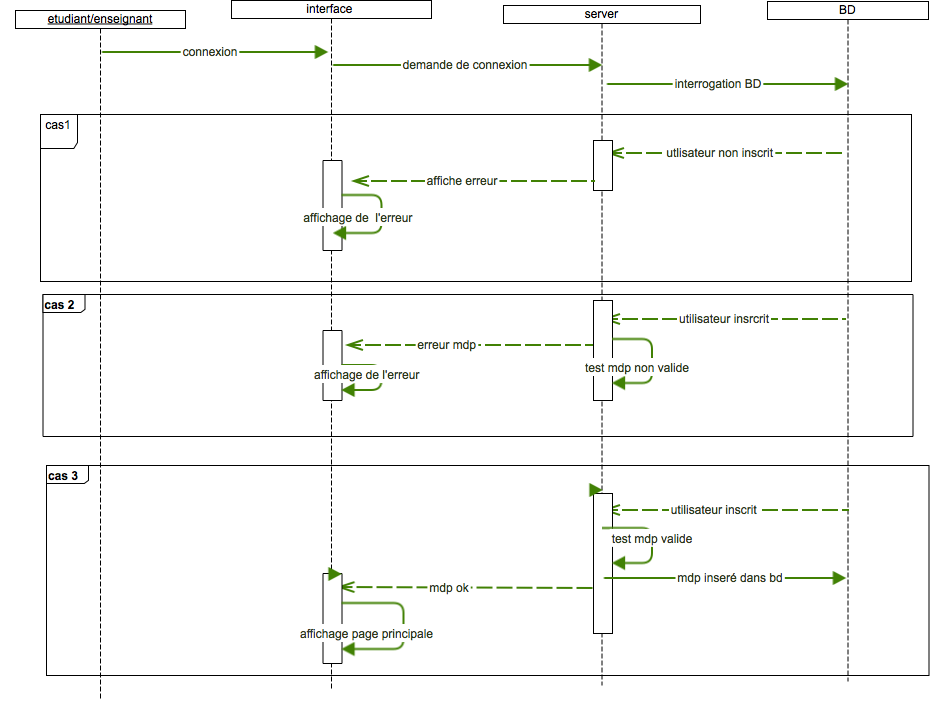 etudiant/enseignant
interface
server
BD
connexion
demande de connexion
interrogation BD
cas1
utlisateur non inscrit
affiche erreur
affichage de l'erreur
cas 2
utilisateur insrcrit
erreur mdp
test mdp non valide
affichage de l'erreur
cas 3
utilisateur inscrit
test mdp valide
mdp inseré dans bd
mdp ok
affichage page principale